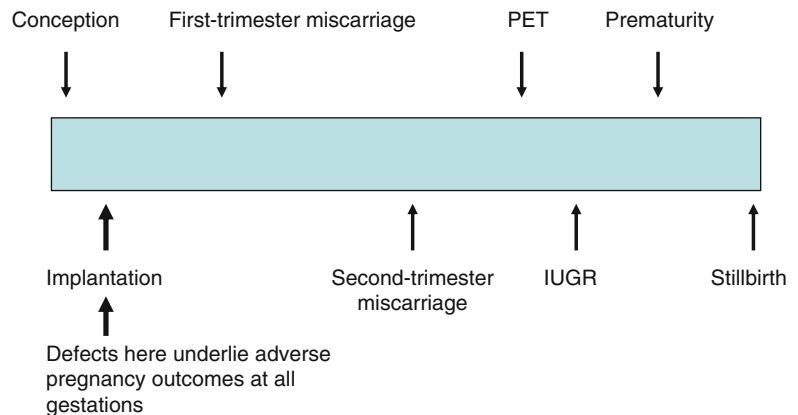 Conception
First-trimester miscarriage
PET
Prematurity
Implantation
Second-trimester
miscarriage
IUGR
Stillbirth
Defects here underlie adverse
pregnancy outcomes at all
gestations